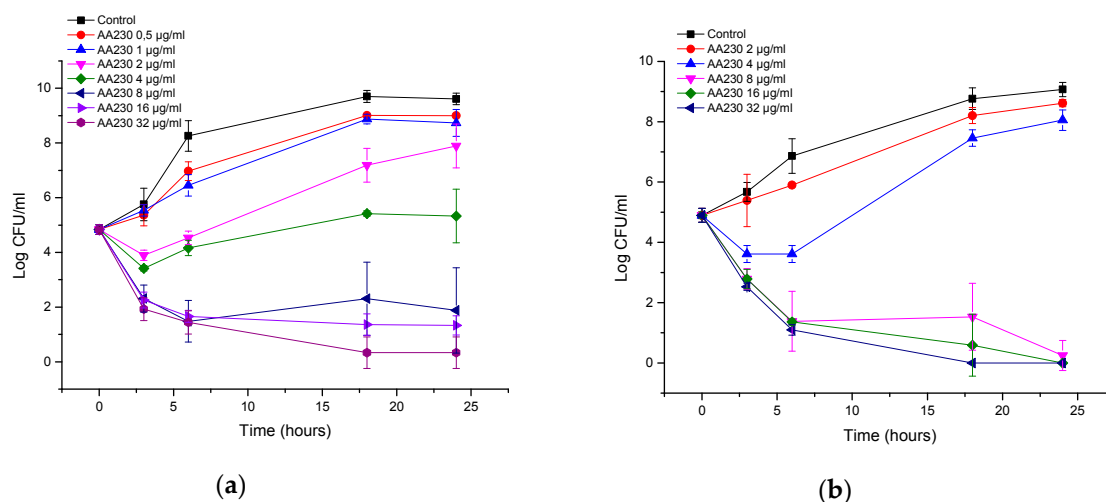 Control
AA230 0,5 µg/ml
AA230 1 µg/ml
AA230 2 µg/ml
AA230 4 µg/ml
AA230 8 µg/ml
AA230 16 µg/ml
AA230 32 µg/ml
10
8
6
4
2
0
Log CFU/ml
0 5 10 15 20 25
Time (hours)
(a)
Control
AA230 2 µg/ml
AA230 4 µg/ml
AA230 8 µg/ml
AA230 16 µg/ml
AA230 32 µg/ml
10
8
6
4
2
0
Log CFU/ml
0 5 10 15 20 25
Time (hours)
(b)